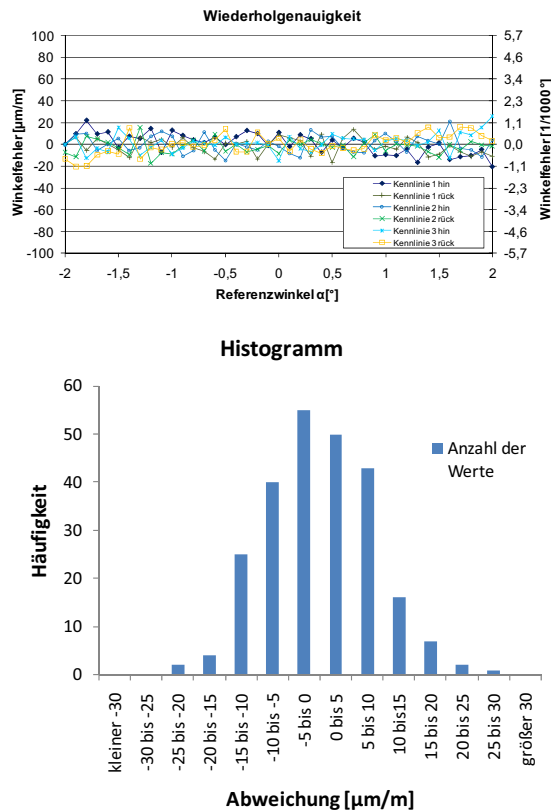 Wiederholgenauigkeit
100
80
60
40
20
0
-20
-40
-60
-80
-100
Winkelfehler [µm/m]
5,7
4,6
3,4
2,3
1,1
0,0
-1,1
-2,3
-3,4
-4,6
-5,7
Winkelfehler [1/1000°]
Kennlinie 1 hin
Kennlinie 1 rück
Kennlinie 2 hin
Kennlinie 2 rück
Kennlinie 3 hin
Kennlinie 3 rück
-2 -1,5 -1 -0,5 0 0,5 1 1,5 2
Referenzwinkel α[°]
Histogramm
60
50
40
30
20
10
0
Häufigkeit
Anzahl der
Werte
kleiner -30
-30 bis -25
-25 bis -20
-20 bis -15
-15 bis -10
-10 bis -5
-5 bis 0
0 bis 5
5 bis 10
10 bis15
15 bis 20
20 bis 25
25 bis 30
größer 30
Abweichung [µm/m]